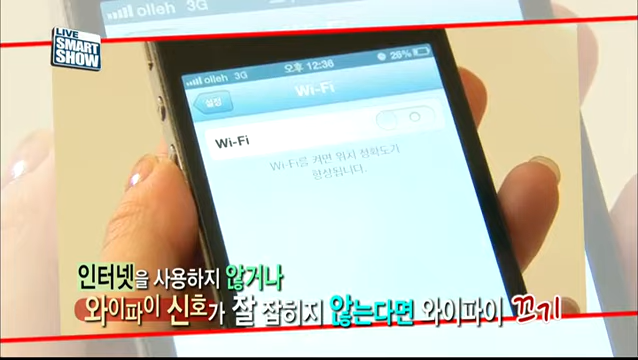 olleh 3G
LIVE
SMART
SHOW
olleh 3G 오후 12:36 26%
설정 Wi-Fi
Wi-Fi
Wi-Fi를 켜면 위치 정확도가
향상됩니다.
인터넷을 사용하지 않거나
와이파이 신호가 잘 잡히지 않는다면 와이파이 끄기